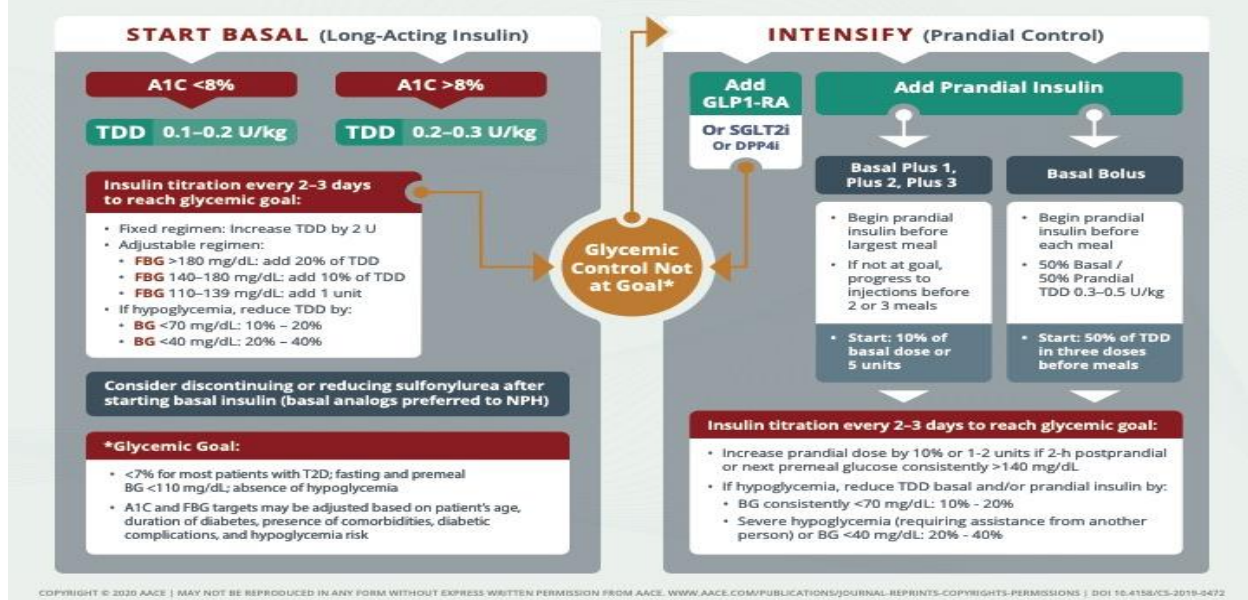 START BASAL (Long-Acting Insulin)
A1C <8%
A1C >8%
TDD 0.1–0.2 U/kg
TDD 0.2–0.3 U/kg
Insulin titration every 2–3 days
to reach glycemic goal:
• Fixed regimen: Increase TDD by 2 U
• Adjustable regimen:
• FBG >180 mg/dL: add 20% of TDD
• FBG 140–180 mg/dL: add 10% of TDD
• FBG 110–139 mg/dL: add 1 unit
• If hypoglycemia, reduce TDD by:
• BG <70 mg/dL: 10% – 20%
• BG <40 mg/dL: 20% – 40%
Consider discontinuing or reducing sulfonylurea after
starting basal insulin (basal analogs preferred to NPH)
*Glycemic Goal:
• <7% for most patients with T2D; fasting and premeal
BG <110 mg/dL; absence of hypoglycemia
• A1C and FBG targets may be adjusted based on patient's age,
duration of diabetes, presence of comorbidities, diabetic
complications, and hypoglycemia risk
Glycemic
Control Not
at Goal*
INTENSIFY (Prandial Control)
Add
GLP1-RA
Or SGLT2i
Or DPP4i
Add Prandial Insulin
Basal Plus 1,
Plus 2, Plus 3
• Begin prandial
insulin before
largest meal
• If not at goal,
progress to
injections before
2 or 3 meals
• Start: 10% of
basal dose or
5 units
Basal Bolus
• Begin prandial
insulin before
each meal
• 50% Basal /
50% Prandial
TDD 0.3–0.5 U/kg
• Start: 50% of TDD
in three doses
before meals
Insulin titration every 2–3 days to reach glycemic goal:
• Increase prandial dose by 10% or 1-2 units if 2-h postprandial
or next premeal glucose consistently >140 mg/dL
• If hypoglycemia, reduce TDD basal and/or prandial insulin by:
• BG consistently <70 mg/dL: 10% - 20%
• Severe hypoglycemia (requiring assistance from another
person) or BG <40 mg/dL: 20% - 40%
COPYRIGHT © 2020 AACE | MAY NOT BE REPRODUCED IN ANY FORM WITHOUT EXPRESS WRITTEN PERMISSION FROM AACE. WWW.AACE.COM/PUBLICATIONS/JOURNAL-REPRINTS-COPYRIGHTS-PERMISSIONS | DOI 10.4158/CS-2019-0472